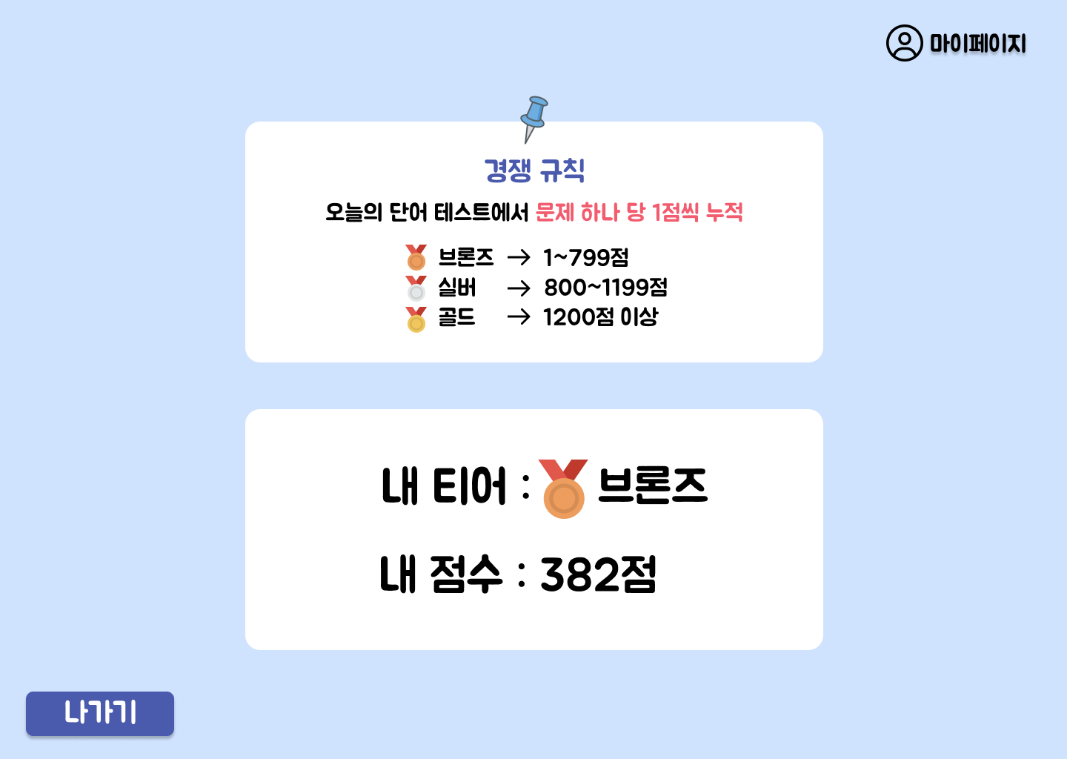 마이페이지
경쟁 규칙
오늘의 단어 테스트에서 문제 하나 당 1점씩 누적
브론즈 → 1~799점
실버 → 800~1199점
골드 → 1200점 이상
내 티어 : 브론즈
내 점수 : 382점
나가기